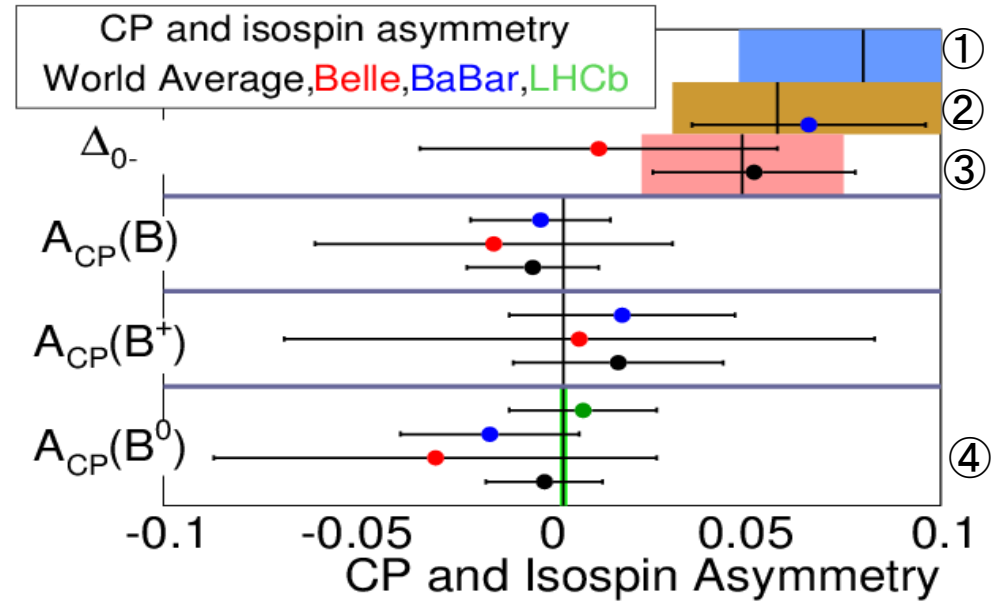 CP and isospin asymmetry
World Average,Belle,BaBar,LHCb
①
②
Δ0-
③
ACP(B)
ACP(B+)
ACP(B0)
④
-0.1 -0.05 0 0.05 0.1
CP and Isospin Asymmetry